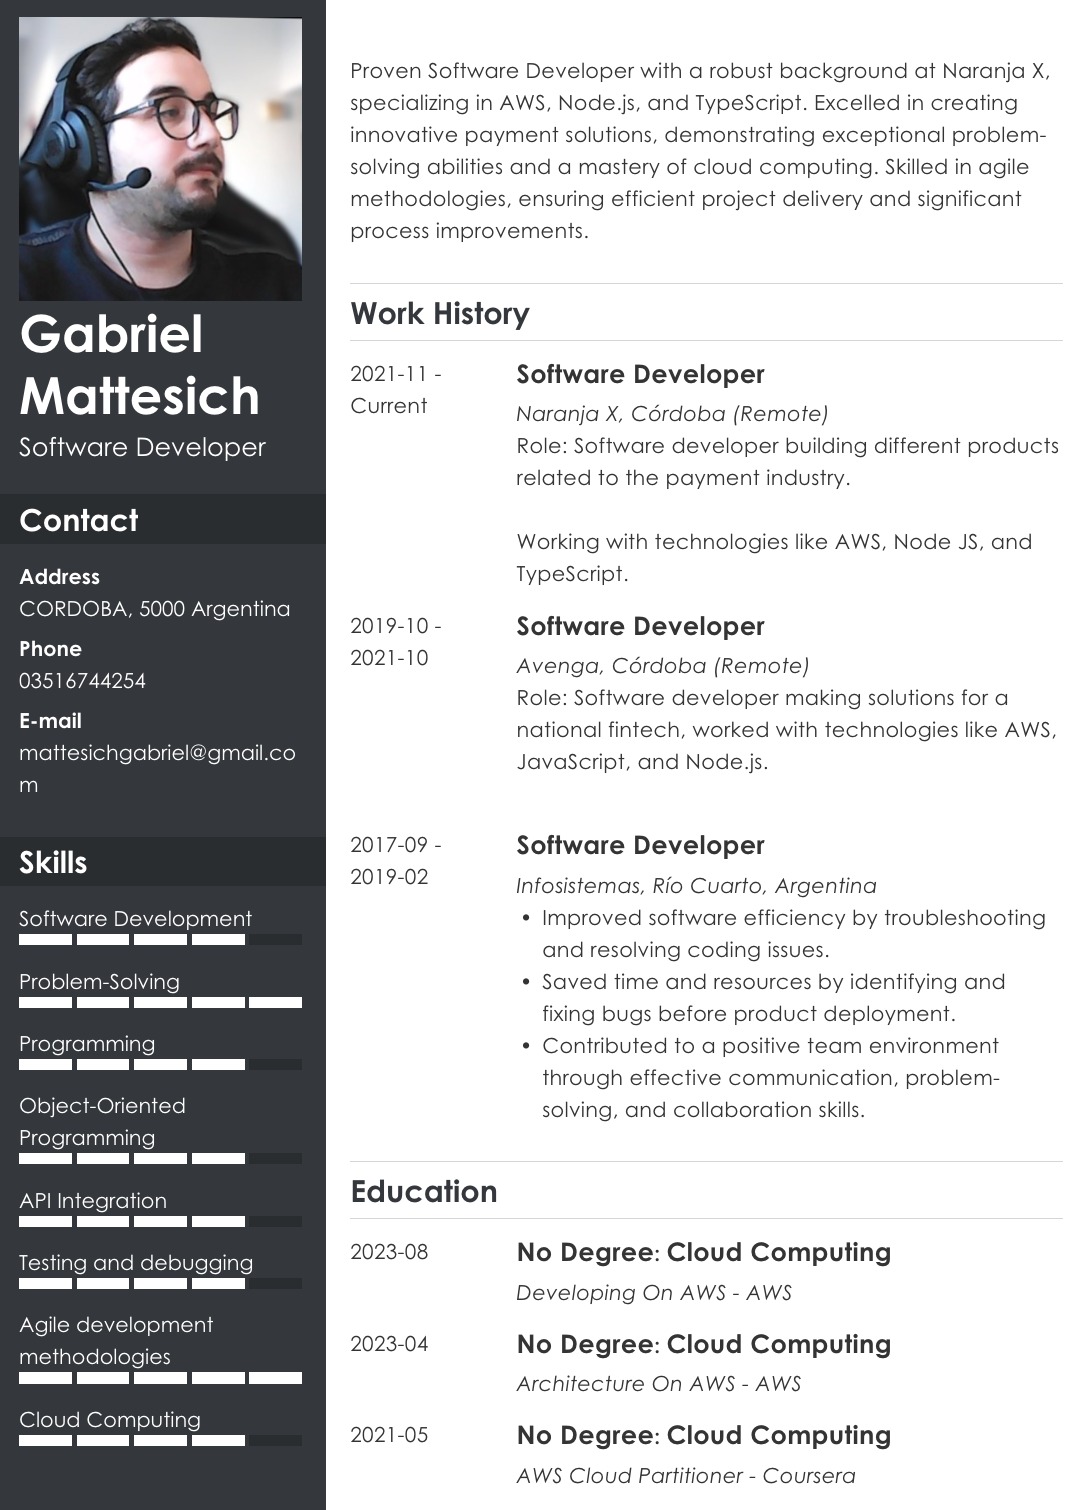 Gabriel
Mattesich
Software Developer
Contact
Address
CORDOBA, 5000 Argentina
Phone
03516744254
E-mail
mattesichgabriel@gmail.co
m
Skills
Software Development
Problem-Solving
Programming
Object-Oriented
Programming
API Integration
Testing and debugging
Agile development
methodologies
Cloud Computing
Proven Software Developer with a robust background at Naranja X,
specializing in AWS, Node.js, and TypeScript. Excelled in creating
innovative payment solutions, demonstrating exceptional problem-
solving abilities and a mastery of cloud computing. Skilled in agile
methodologies, ensuring efficient project delivery and significant
process improvements.
Work History
2021-11 -
Current
Software Developer
Naranja X, Córdoba (Remote)
Role: Software developer building different products
related to the payment industry.
Working with technologies like AWS, Node JS, and
TypeScript.
2019-10 -
2021-10
Software Developer
Avenga, Córdoba (Remote)
Role: Software developer making solutions for a
national fintech, worked with technologies like AWS,
JavaScript, and Node.js.
2017-09 -
2019-02
Software Developer
Infosistemas, Río Cuarto, Argentina
• Improved software efficiency by troubleshooting
and resolving coding issues.
• Saved time and resources by identifying and
fixing bugs before product deployment.
• Contributed to a positive team environment
through effective communication, problem-
solving, and collaboration skills.
Education
2023-08
No Degree: Cloud Computing
Developing On AWS - AWS
2023-04
No Degree: Cloud Computing
Architecture On AWS - AWS
2021-05
No Degree: Cloud Computing
AWS Cloud Partitioner - Coursera